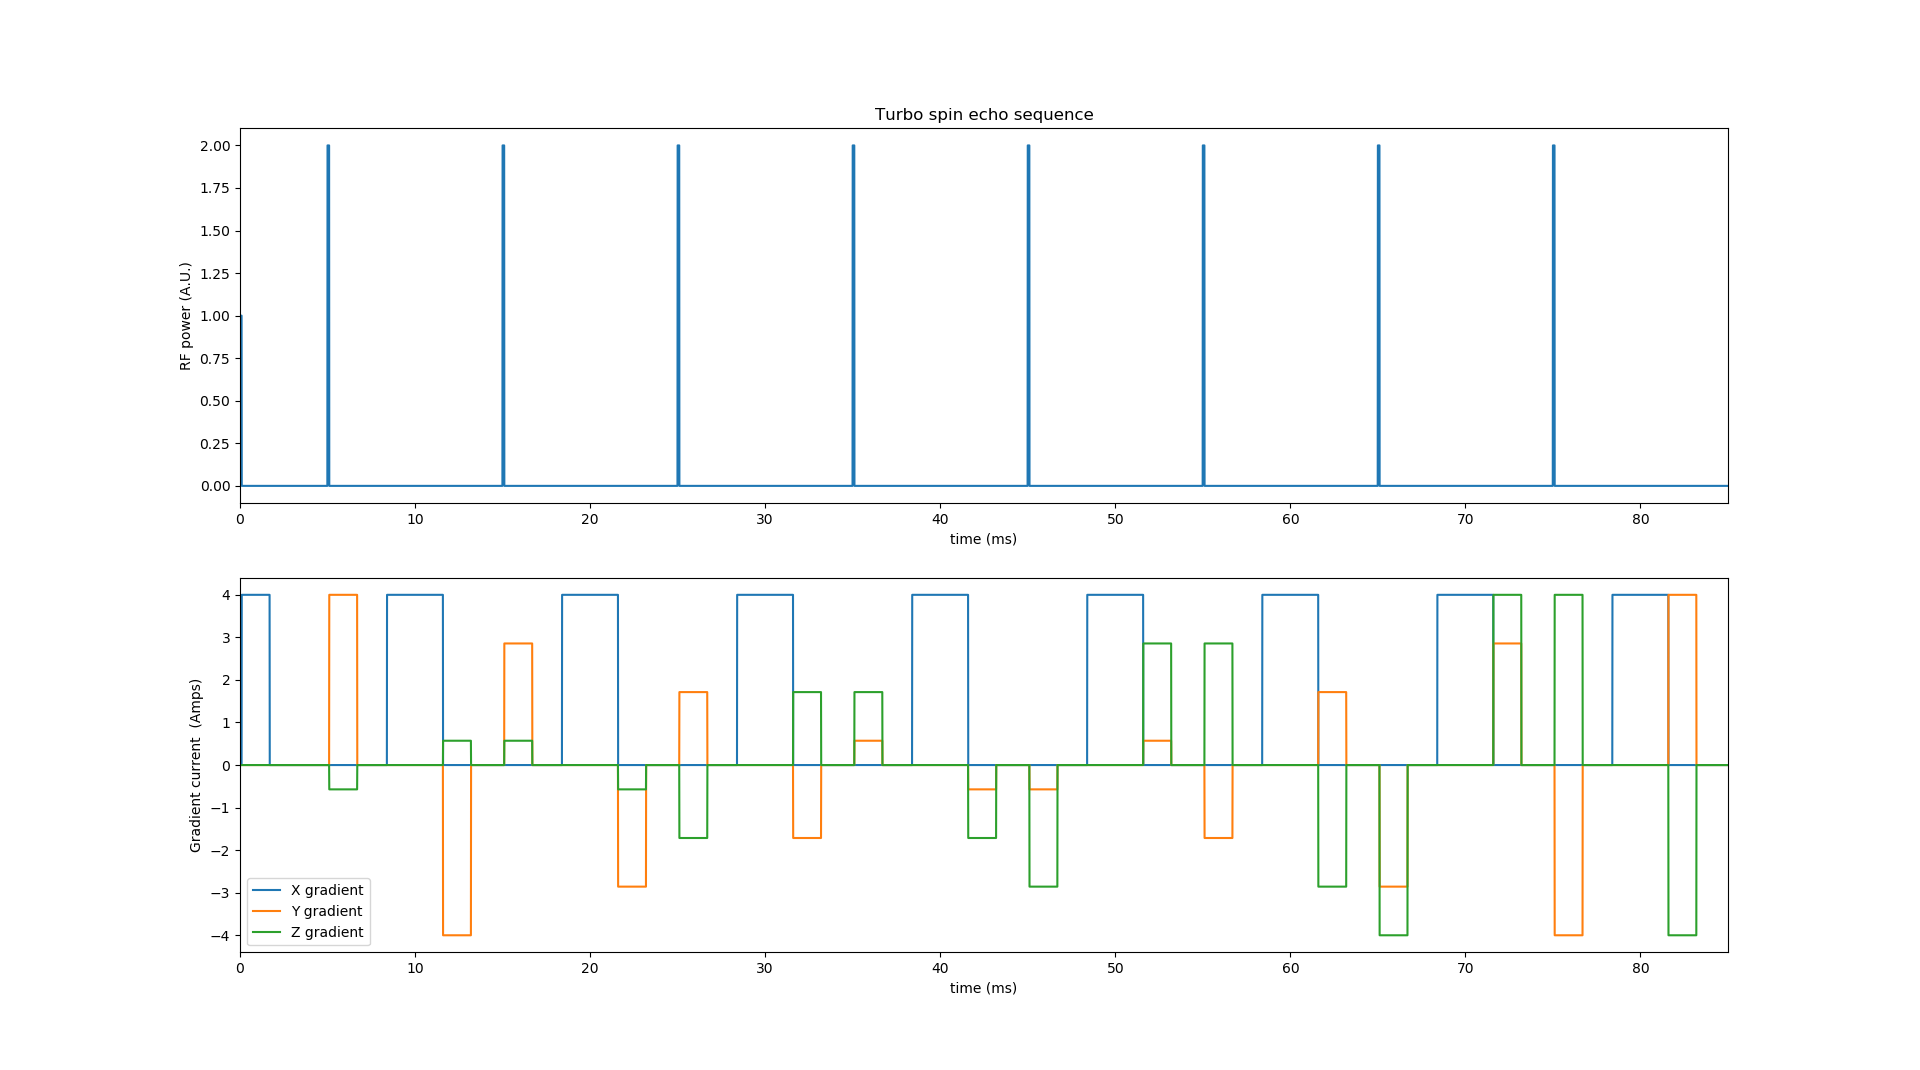 Turbo spin echo sequence
RF power (A.U.)
2.00
1.75
1.50
1.25
1.00
0.75
0.50
0.25
0.00
0 10 20 30 40 50 60 70 80
time (ms)
Gradient current (Amps)
4
3
2
1
0
−1
−2
−3
−4
X gradient
Y gradient
Z gradient
0 10 20 30 40 50 60 70 80
time (ms)